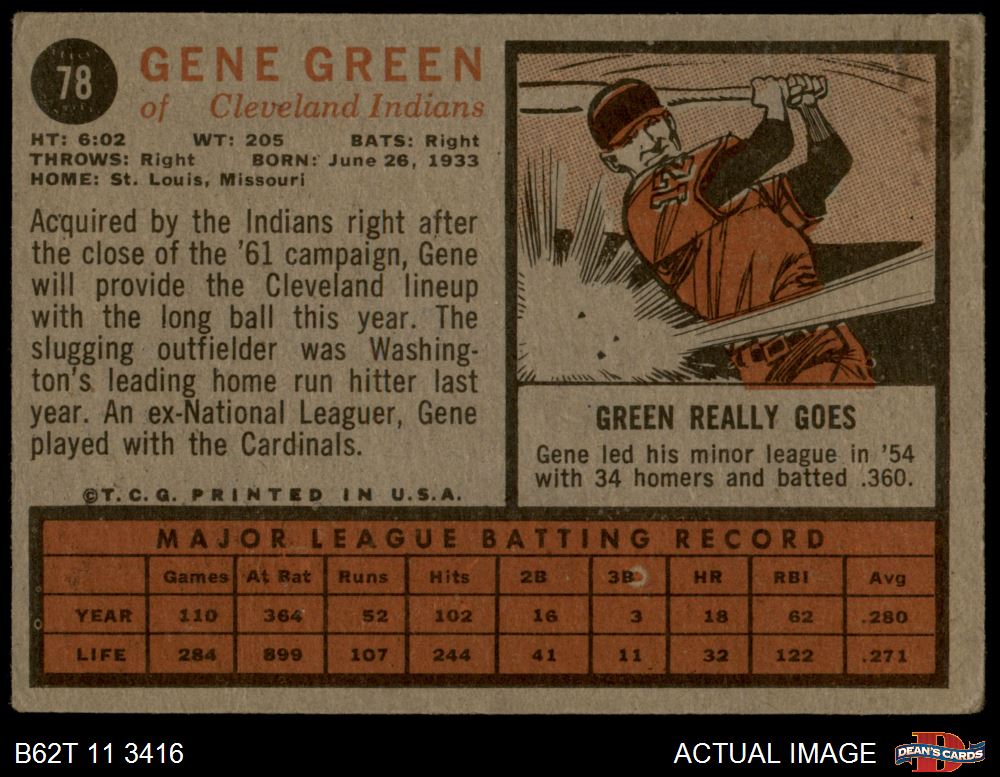 78
GENE GREEN
of Cleveland Indians
HT: 6:02 WT: 205 BATS: Right
THROWS: Right BORN: June 26, 1933
HOME: St. Louis, Missouri
Acquired by the Indians right after
the close of the '61 campaign, Gene
will provide the Cleveland lineup
with the long ball this year. The
slugging outfielder was Washing-
ton's leading home run hitter last
year. An ex-National Leaguer, Gene
played with the Cardinals.
©T.C.G. PRINTED IN U.S.A.
17
GREEN REALLY GOES
Gene led his minor league in '54
with 34 homers and batted .360.
MAJOR LEAGUE BATTING RECORD
Games At Bat Runs Hits 2B 3B HR RBI Avg
YEAR 110 364 52 102 16 3 18 62 .280
LIFE 284 899 107 244 41 11 32 122 .271
B62T 11 3416
ACTUAL IMAGE
D
DEAN'S CARDS